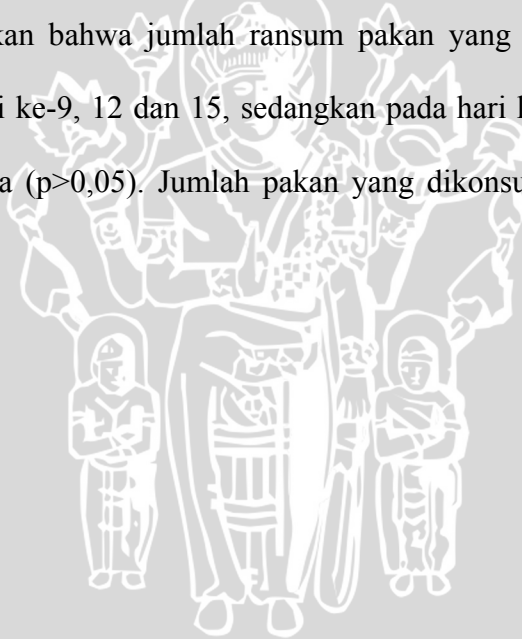 kan bahwa jumlah ransum pakan yang
i ke-9, 12 dan 15, sedangkan pada hari k
a (p>0,05). Jumlah pakan yang dikonsu